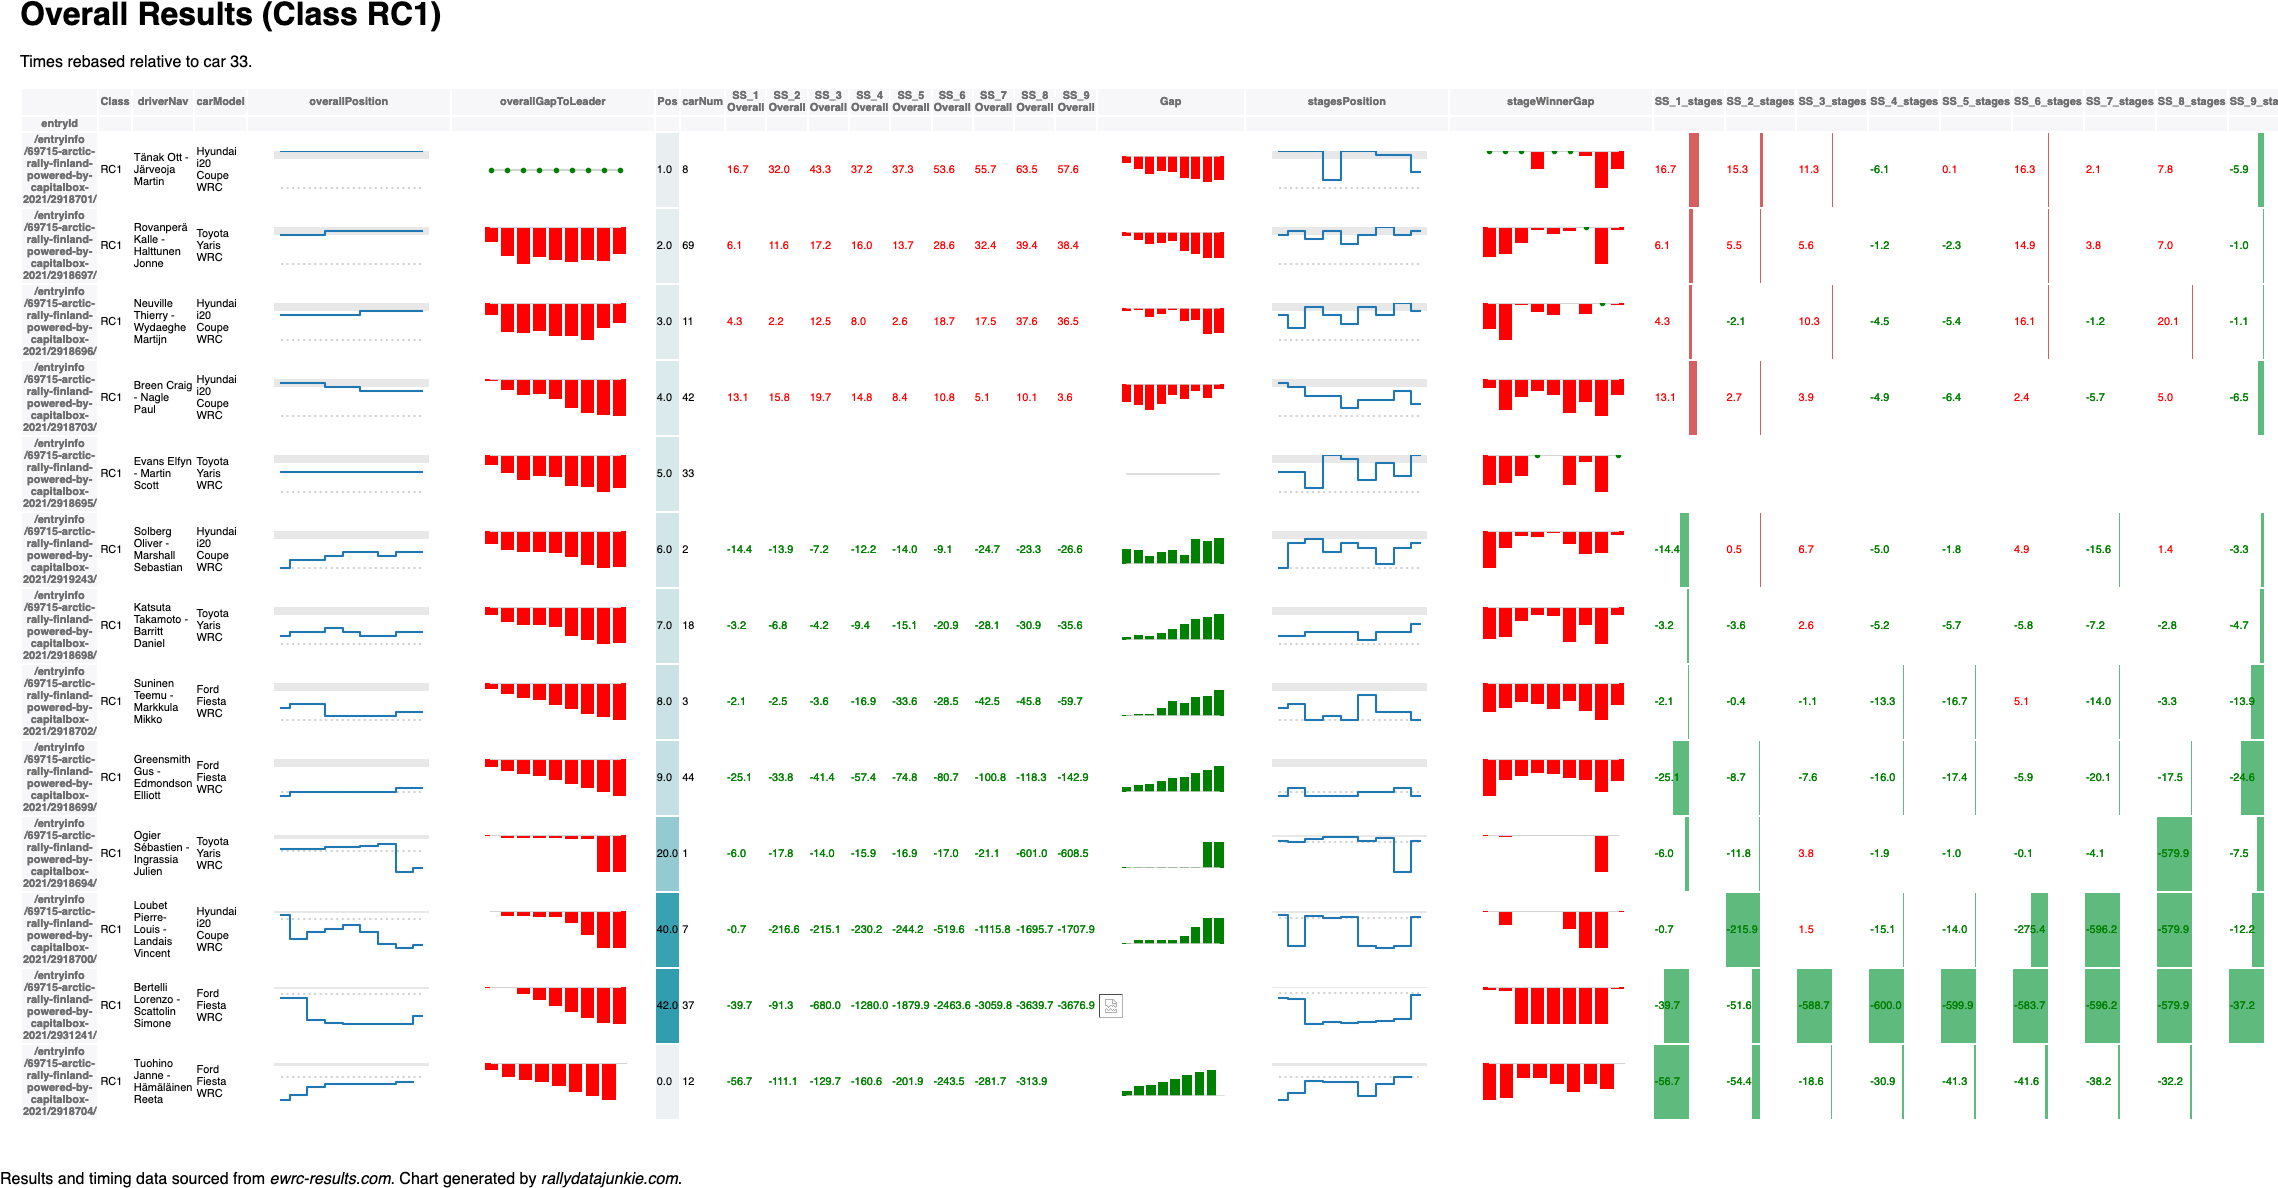 Overall Results (Class RC1)
Times rebased relative to car 33.
Class driverNav carModel overallPosition overallGapToLeader Pos carNum SS_1 Overall SS_2 Overall SS_3 Overall SS_4 Overall SS_5 Overall SS_6 Overall SS_7 Overall SS_8 Overall SS_9 Overall Gap stagesPosition stageWinnerGap SS_1_stages SS_2_stages SS_3_stages SS_4_stages SS_5_stages SS_6_stages SS_7_stages SS_8_stages SS_9_sta
entryId
/entryinfo/69715-arctic-rally-finland-powered-by-capitalbox-2021/2918701/ RC1 Tänak Ott - Järveoja Martin Hyundai i20 Coupe WRC 1.0 8 16.7 32.0 43.3 37.2 37.3 53.6 55.7 63.5 57.6 16.7 15.3 11.3 -6.1 0.1 16.3 2.1 7.8 -5.9
/entryinfo/69715-arctic-rally-finland-powered-by-capitalbox-2021/2918697/ RC1 Rovanperä Kalle - Halttunen Jonne Toyota Yaris WRC 2.0 69 6.1 11.6 17.2 16.0 13.7 28.6 32.4 39.4 38.4 6.1 5.5 5.6 -1.2 -2.3 14.9 3.8 7.0 -1.0
/entryinfo/69715-arctic-rally-finland-powered-by-capitalbox-2021/2918696/ RC1 Neuville Thierry - Wydaeghe Martijn Hyundai i20 Coupe WRC 3.0 11 4.3 2.2 12.5 8.0 2.6 18.7 17.5 37.6 36.5 4.3 -2.1 10.3 -4.5 -5.4 16.1 -1.2 20.1 -1.1
/entryinfo/69715-arctic-rally-finland-powered-by-capitalbox-2021/2918703/ RC1 Breen Craig - Nagle Paul Hyundai i20 Coupe WRC 4.0 42 13.1 15.8 19.7 14.8 8.4 10.8 5.1 10.1 3.6 13.1 2.7 3.9 -4.9 -6.4 2.4 -5.7 5.0 -6.5
/entryinfo/69715-arctic-rally-finland-powered-by-capitalbox-2021/2918695/ RC1 Evans Elfyn - Martin Scott Toyota Yaris WRC 5.0 33
/entryinfo/69715-arctic-rally-finland-powered-by-capitalbox-2021/2919243/ RC1 Solberg Oliver - Marshall Sebastian Hyundai i20 Coupe WRC 6.0 2 -14.4 -13.9 -7.2 -12.2 -14.0 -9.1 -24.7 -23.3 -26.6 -14.4 0.5 6.7 -5.0 -1.8 4.9 -15.6 1.4 -3.3
/entryinfo/69715-arctic-rally-finland-powered-by-capitalbox-2021/2918698/ RC1 Katsuta Takamoto - Barritt Daniel Toyota Yaris WRC 7.0 18 -3.2 -6.8 -4.2 -9.4 -15.1 -20.9 -28.1 -30.9 -35.6 -3.2 -3.6 2.6 -5.2 -5.7 -5.8 -7.2 -2.8 -4.7
/entryinfo/69715-arctic-rally-finland-powered-by-capitalbox-2021/2918702/ RC1 Suninen Teemu - Markkula Mikko Ford Fiesta WRC 8.0 3 -2.1 -2.5 -3.6 -16.9 -33.6 -28.5 -42.5 -45.8 -59.7 -2.1 -0.4 -1.1 -13.3 -16.7 5.1 -14.0 -3.3 -13.9
/entryinfo/69715-arctic-rally-finland-powered-by-capitalbox-2021/2918699/ RC1 Greensmith Gus - Edmondson Elliott Ford Fiesta WRC 9.0 44 -25.1 -33.8 -41.4 -57.4 -74.8 -80.7 -100.8 -118.3 -142.9 -25.1 -8.7 -7.6 -16.0 -17.4 -5.9 -20.1 -17.5 -24.6
/entryinfo/69715-arctic-rally-finland-powered-by-capitalbox-2021/2918694/ RC1 Ogier Sébastien - Ingrassia Julien Toyota Yaris WRC 20.0 1 -6.0 -17.8 -14.0 -15.9 -16.9 -17.0 -21.1 -601.0 -608.5 -6.0 -11.8 3.8 -1.9 -1.0 -0.1 -4.1 -579.9 -7.5
/entryinfo/69715-arctic-rally-finland-powered-by-capitalbox-2021/2918700/ RC1 Loubet Pierre-Louis - Landais Vincent Hyundai i20 Coupe WRC 40.0 7 -0.7 -216.6 -215.1 -230.2 -244.2 -519.6 -1115.8 -1695.7 -1707.9 -0.7 -215.9 1.5 -15.1 -14.0 -275.4 -596.2 -579.9 -12.2
/entryinfo/69715-arctic-rally-finland-powered-by-capitalbox-2021/2931241/ RC1 Bertelli Lorenzo - Scattolin Simone Ford Fiesta WRC 42.0 37 -39.7 -91.3 -680.0 -1280.0 -1879.9 -2463.6 -3059.8 -3639.7 -3676.9 -39.7 -51.6 -588.7 -600.0 -599.9 -583.7 -596.2 -579.9 -37.2
/entryinfo/69715-arctic-rally-finland-powered-by-capitalbox-2021/2918704/ RC1 Tuohino Janne - Hämäläinen Reeta Ford Fiesta WRC 0.0 12 -56.7 -111.1 -129.7 -160.6 -201.9 -243.5 -281.7 -313.9 -56.7 -54.4 -18.6 -30.9 -41.3 -41.6 -38.2 -32.2
Results and timing data sourced from ewrc-results.com. Chart generated by rallydatajunkie.com.